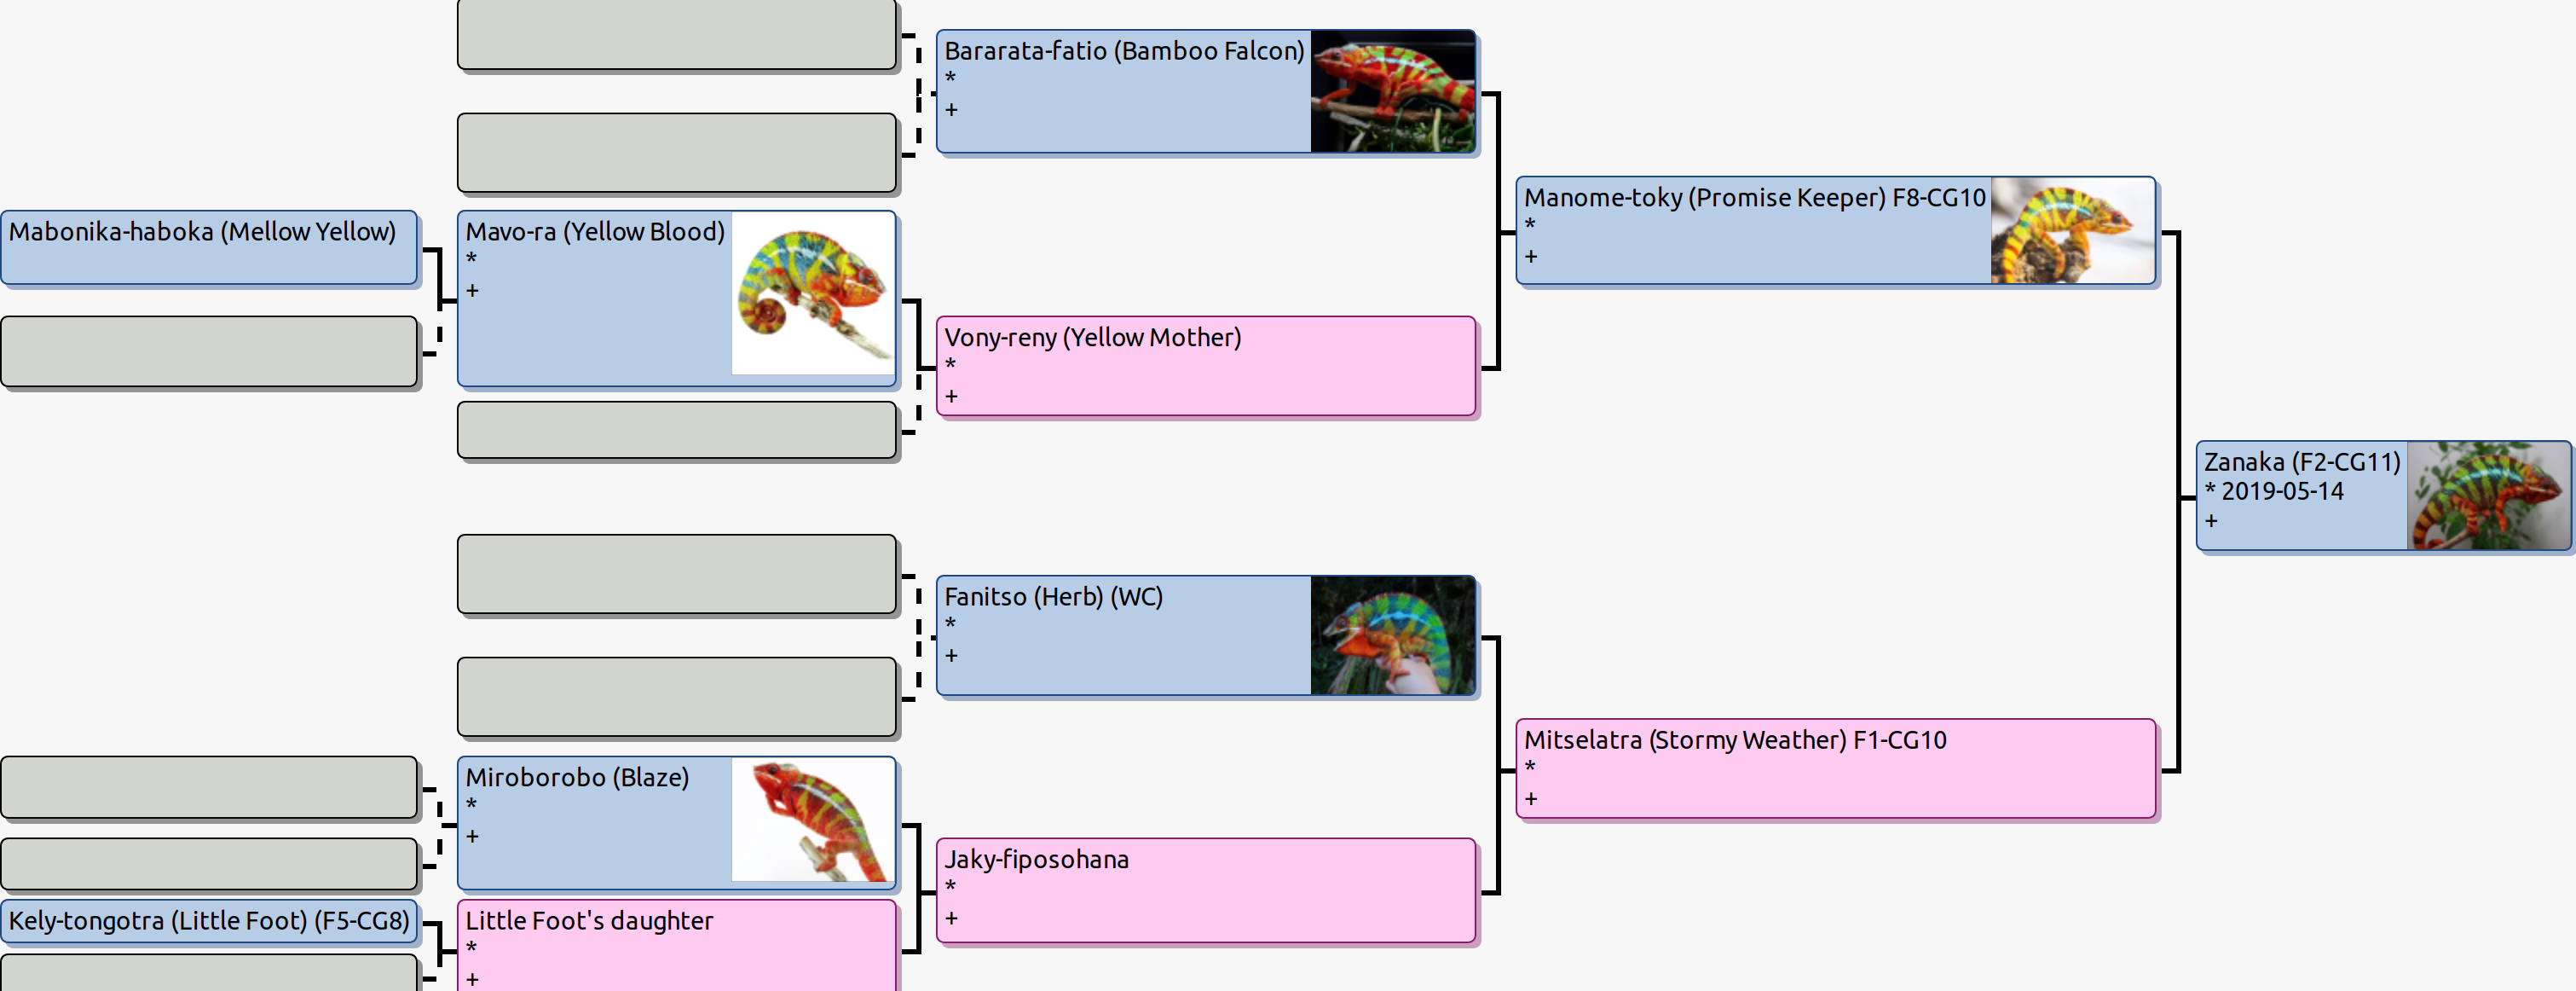 Bararata-fatio (Bamboo Falcon)
*
+
Manome-toky (Promise Keeper) F8-CG10
*
+
Mabonika-haboka (Mellow Yellow)
Mavo-ra (Yellow Blood)
*
+
Vony-reny (Yellow Mother)
*
+
Zanaka (F2-CG11)
* 2019-05-14
+
Fanitso (Herb) (WC)
*
+
Mitselatra (Stormy Weather) F1-CG10
*
+
Miroborobo (Blaze)
*
+
Jaky-fiposohana
*
+
Kely-tongotra (Little Foot) (F5-CG8)
Little Foot's daughter
*
+